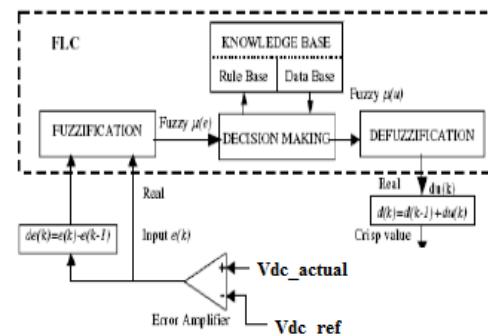 FLC
KNOWLEDGE BASE
Rule Base
Data Base
Fuzzy μ(e)
Fuzzy μ(u)
FUZZIFICATION
DECISION MAKING
DEFUZZIFICATION
Real
Real
du(k)
de(k)=e(k)-e(k-1)
Input e(k)
d(k)=d(k-1)+du(k)
Crisp value
+
Vdc_actual
-
Error Amplifier
Vdc_ref